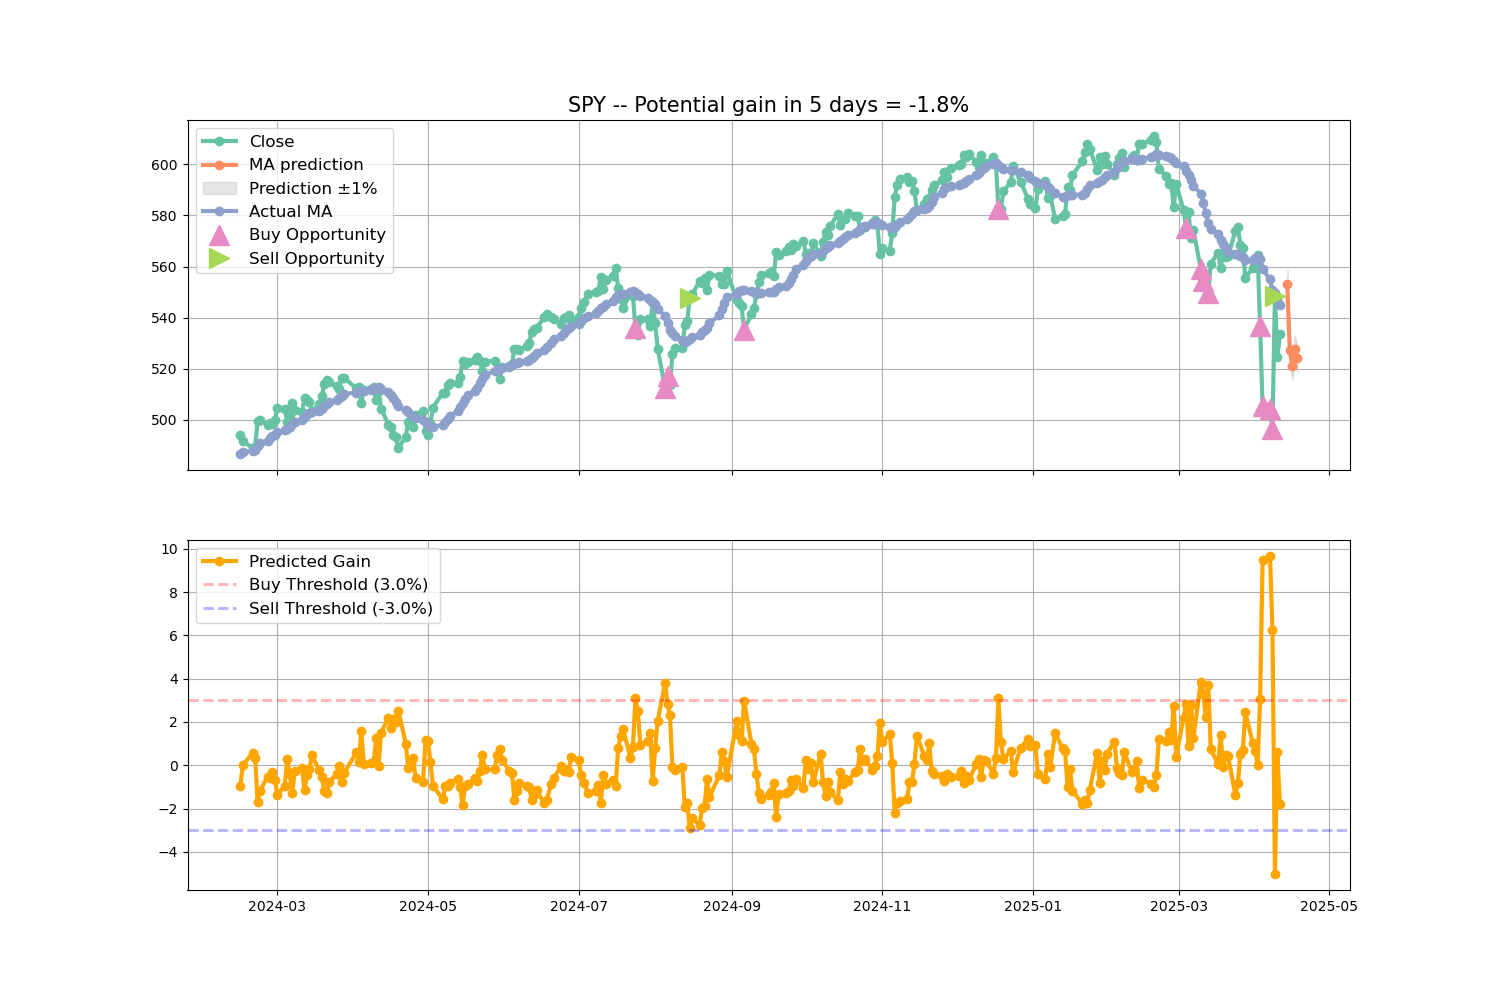 SPY -- Potential gain in 5 days = -1.8%
Close
MA prediction
Prediction ±1%
Actual MA
Buy Opportunity
Sell Opportunity
600
580
560
540
520
500
Predicted Gain
Buy Threshold (3.0%)
Sell Threshold (-3.0%)
10
8
6
4
2
0
−2
−4
2024-03 2024-05 2024-07 2024-09 2024-11 2025-01 2025-03 2025-05